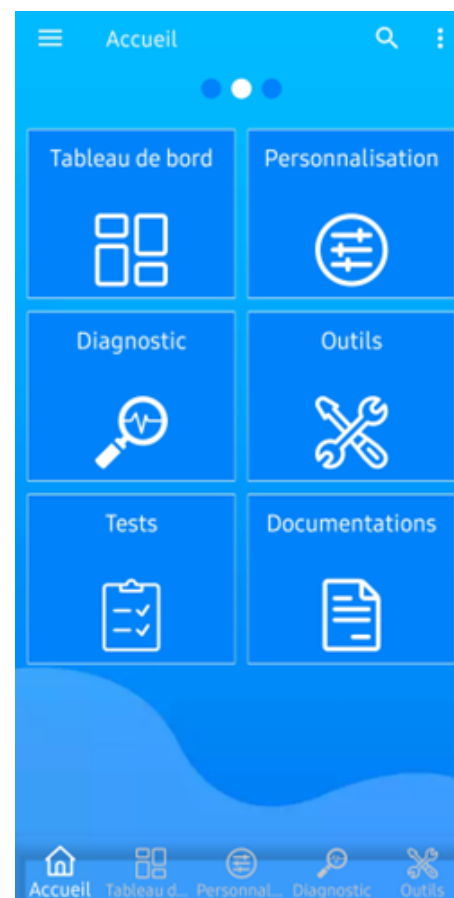 Accueil
Tableau de bord
Personnalisation
Diagnostic
Outils
Tests
Documentations
Accueil
Tableau d...
Personnal...
Diagnostic
Outils